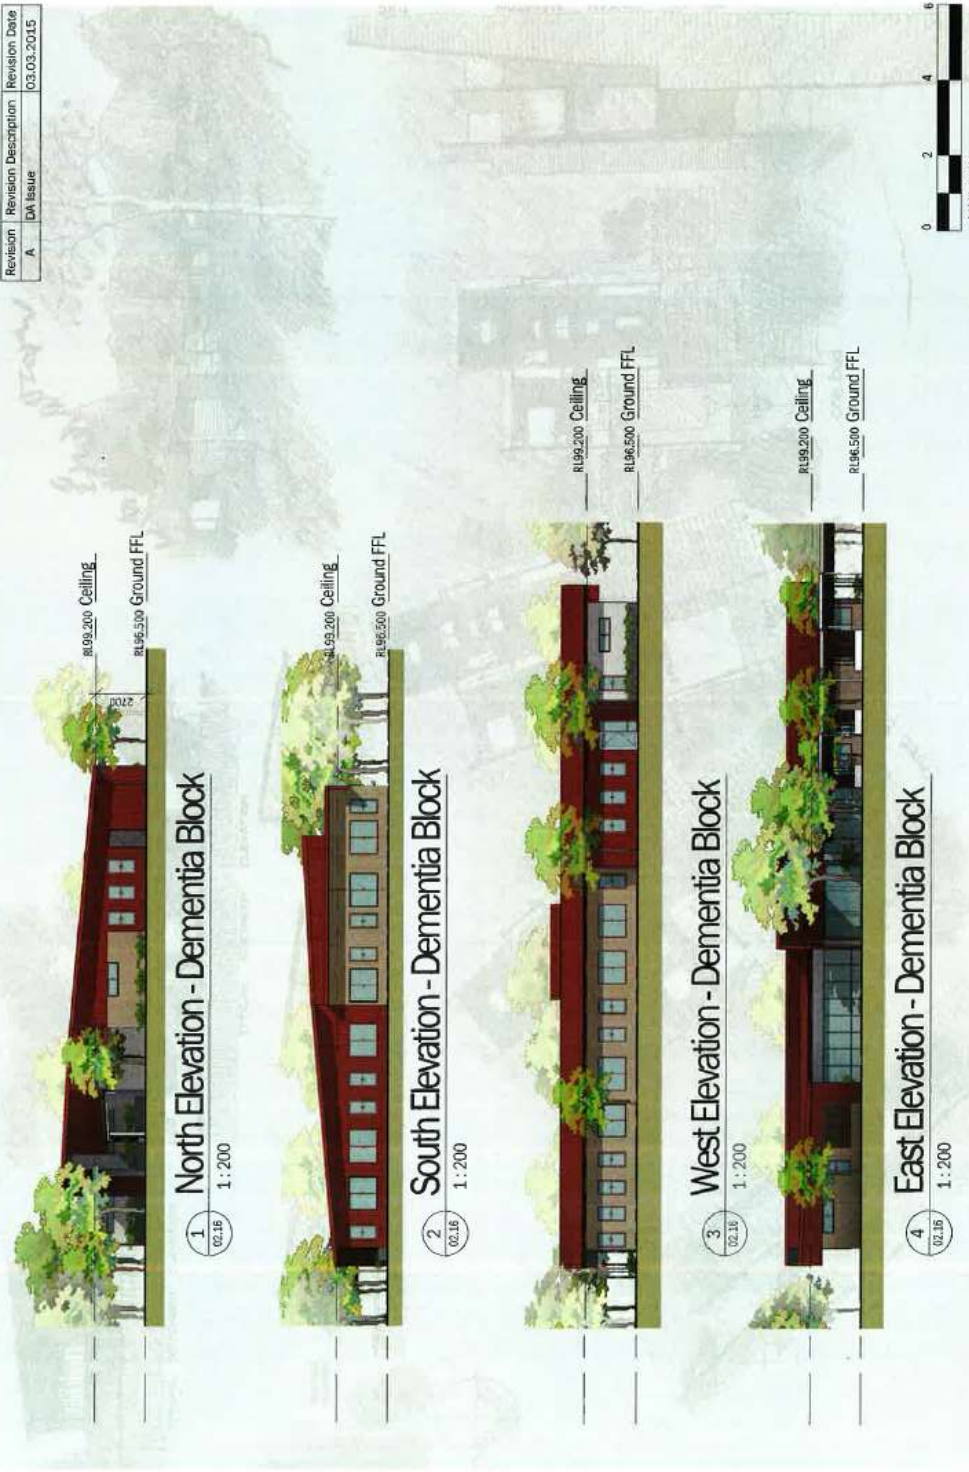 Revision Revision Description Revision Date
A DA Issue 03.03.2015
RL99.200 Ceiling
2700
RL96.500 Ground FFL
1
02.16
North Elevation - Dementia Block
1 : 200
RL99.200 Ceiling
RL96.500 Ground FFL
2
02.16
South Elevation - Dementia Block
1 : 200
RL99.200 Ceiling
RL96.500 Ground FFL
3
02.16
West Elevation - Dementia Block
1 : 200
RL99.200 Ceiling
RL96.500 Ground FFL
4
02.16
East Elevation - Dementia Block
1 : 200
0 2 4 6